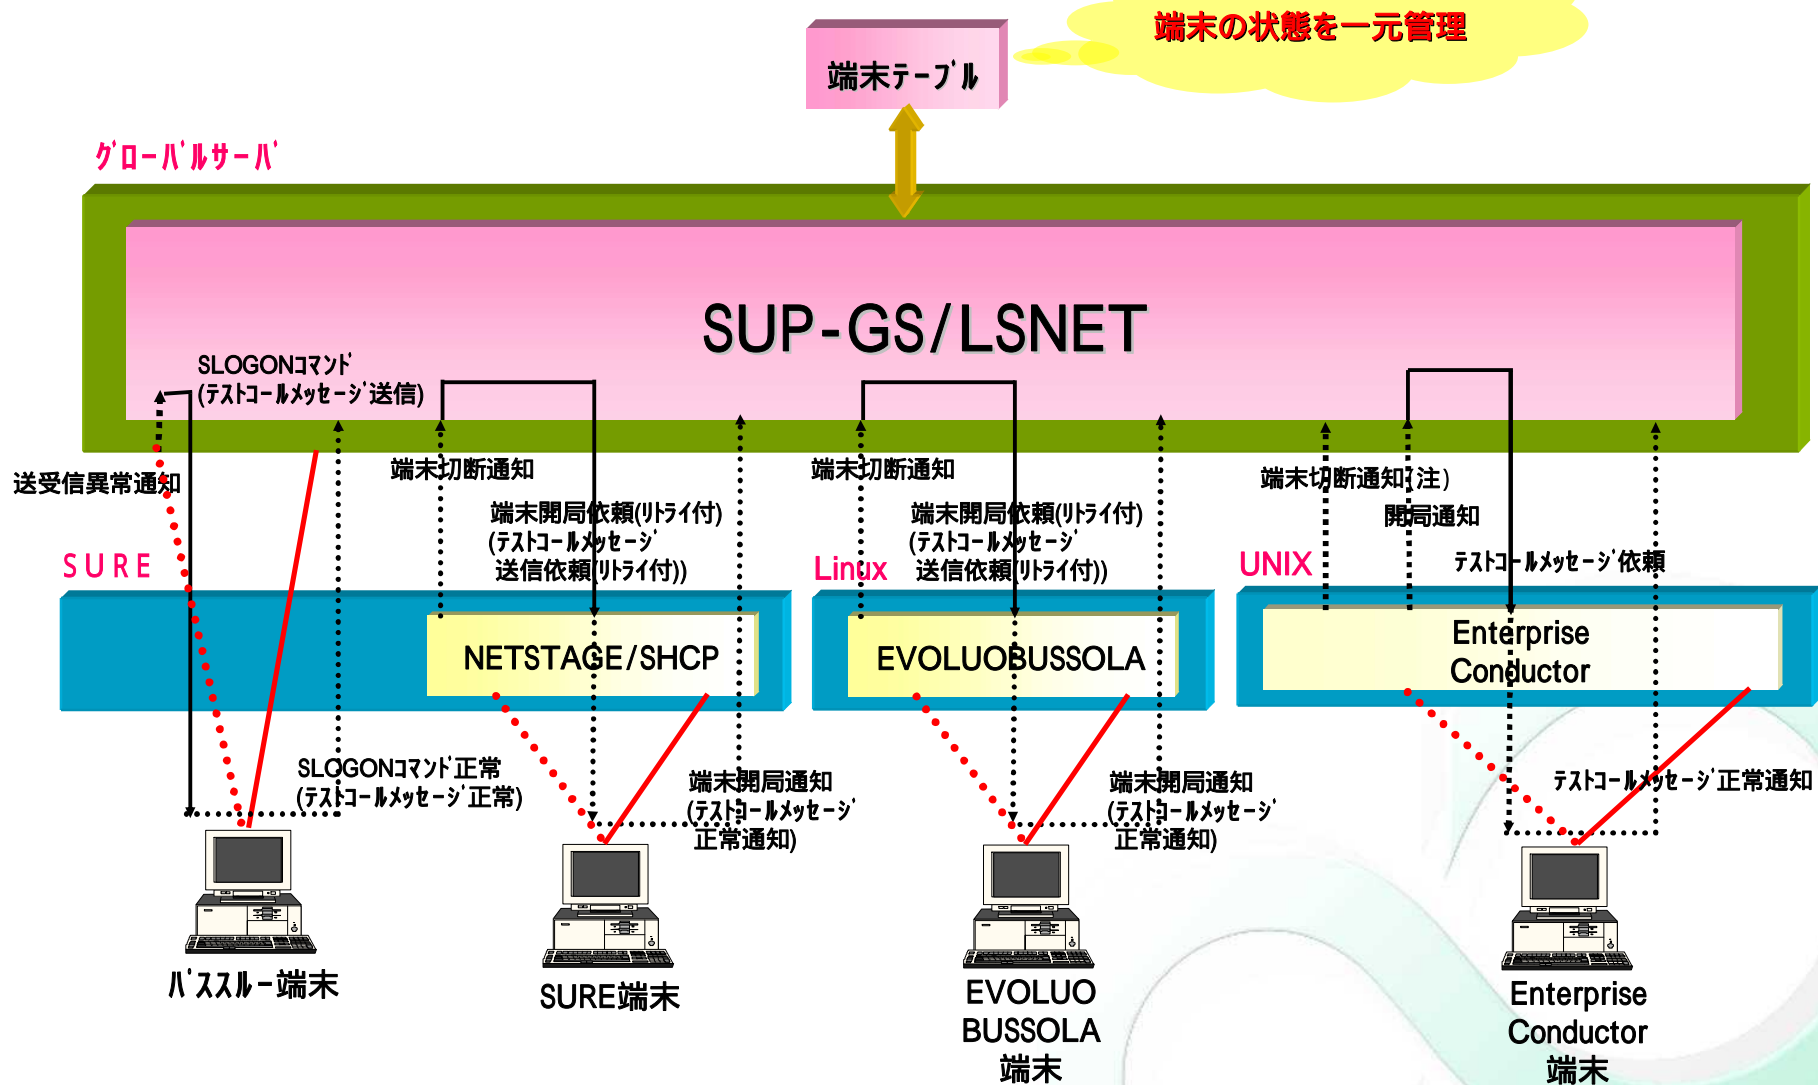 端末の状態を一元管理
端末ﾃｰﾌﾞﾙ
ｸﾞﾛｰﾊﾞﾙｻｰﾊﾞ
SUP-GS/LSNET
SLOGONｺﾏﾝﾄﾞ
(ﾃｽﾄｺｰﾙﾒｯｾｰｼﾞ送信)
送受信異常通知
端末切断通知
端末開局依頼(ﾘﾄﾗｲ付)
(ﾃｽﾄｺｰﾙﾒｯｾｰｼﾞ
送信依頼(ﾘﾄﾗｲ付))
端末切断通知
端末開局依頼(ﾘﾄﾗｲ付)
(ﾃｽﾄｺｰﾙﾒｯｾｰｼﾞ
送信依頼(ﾘﾄﾗｲ付))
端末切断通知(注)
開局通知
ﾃｽﾄｺｰﾙﾒｯｾｰｼﾞ依頼
ＳＵＲＥ
Linux
UNIX
NETSTAGE/SHCP
EVOLUOBUSSOLA
Enterprise
Conductor
SLOGONｺﾏﾝﾄﾞ正常
(ﾃｽﾄｺｰﾙﾒｯｾｰｼﾞ正常)
端末開局通知
(ﾃｽﾄｺｰﾙﾒｯｾｰｼﾞ
正常通知)
端末開局通知
(ﾃｽﾄｺｰﾙﾒｯｾｰｼﾞ
正常通知)
ﾃｽﾄｺｰﾙﾒｯｾｰｼﾞ正常通知
ﾊﾟｽｽﾙｰ端末
SURE端末
EVOLUO
BUSSOLA
端末
Enterprise
Conductor
端末